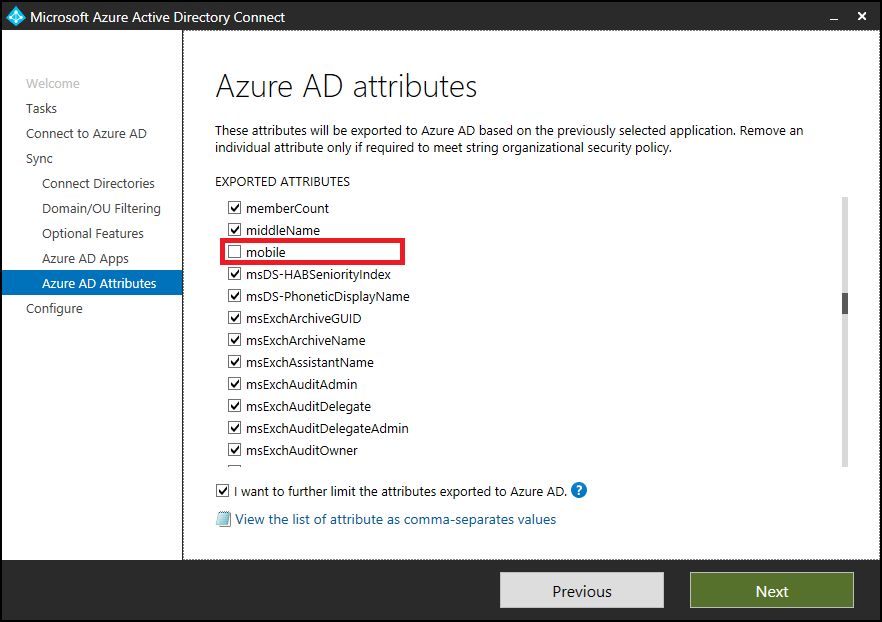 Microsoft Azure Active Directory Connect
Welcome
Tasks
Connect to Azure AD
Sync
Connect Directories
Domain/OU Filtering
Optional Features
Azure AD Apps
Azure AD Attributes
Configure
Azure AD attributes
These attributes will be exported to Azure AD based on the previously selected application. Remove an
individual attribute only if required to meet string organizational security policy.
EXPORTED ATTRIBUTES
memberCount
middleName
mobile
msDS-HABSeniorityIndex
msDS-PhoneticDisplayName
msExchArchiveGUID
msExchArchiveName
msExchAssistantName
msExchAuditAdmin
msExchAuditDelegate
msExchAuditDelegateAdmin
msExchAuditOwner
I want to further limit the attributes exported to Azure AD. ?
View the list of attribute as comma-separates values
Previous
Next